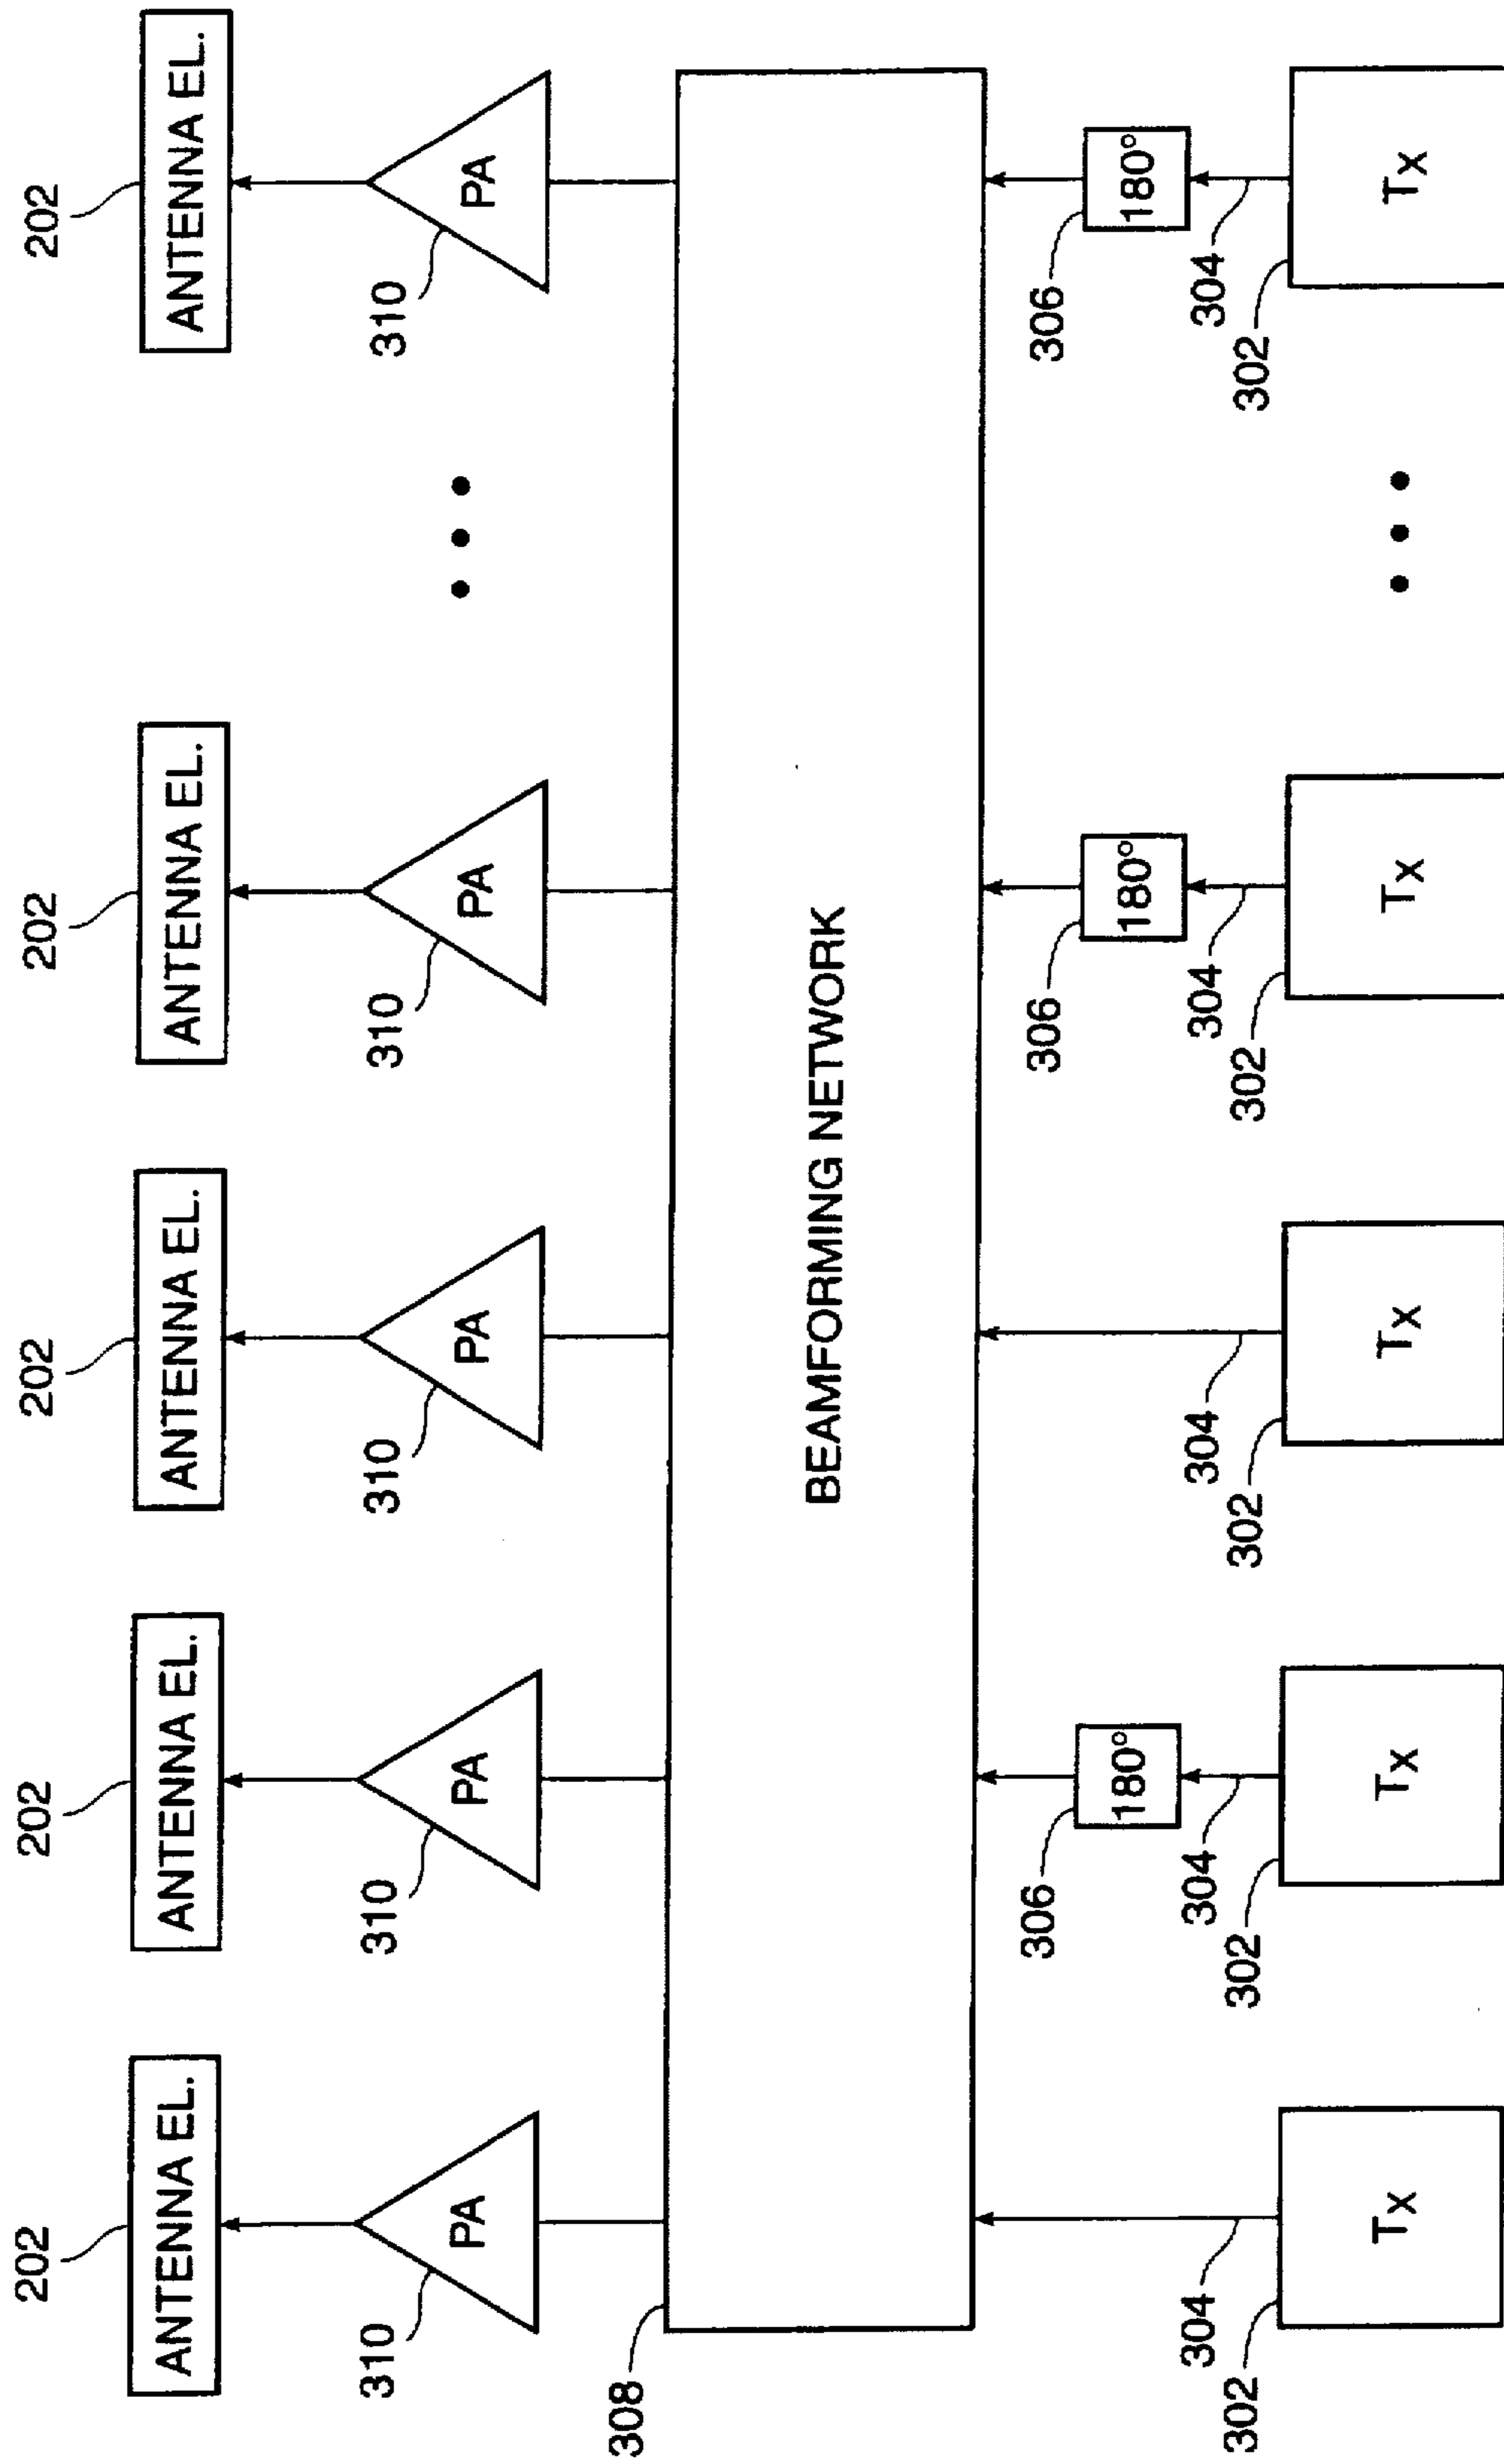 202 202 202 202 202
ANTENNA EL. ANTENNA EL. ANTENNA EL. ANTENNA EL. ANTENNA EL.
310 310 310 310 310
PA PA PA PA PA
308
BEAMFORMING NETWORK
306 306 306
180° 180° 180°
304 304 304 304 304
302 302 302 302 302
Tx Tx Tx Tx Tx